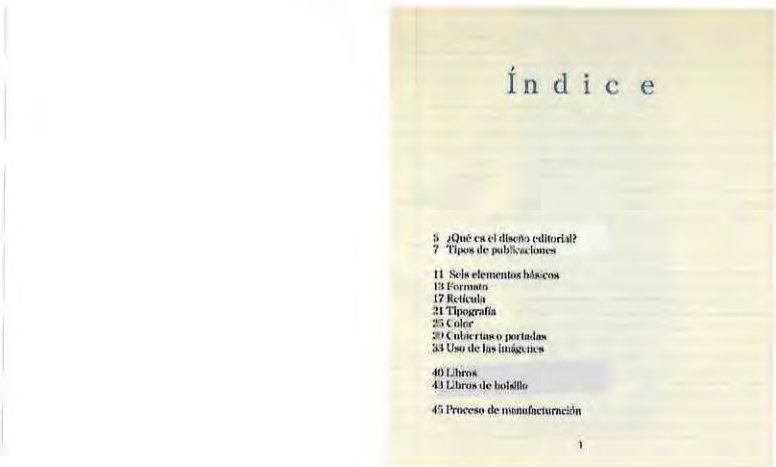 Índice
5 ¿Qué es el diseño editorial?
7 Tipos de publicaciones
11 Seis elementos básicos
13 Formato
17 Retícula
21 Tipografía
25 Color
29 Cubiertas o portadas
33 Uso de las imágenes
40 Libros
43 Libros de bolsillo
45 Proceso de manufacturación
1